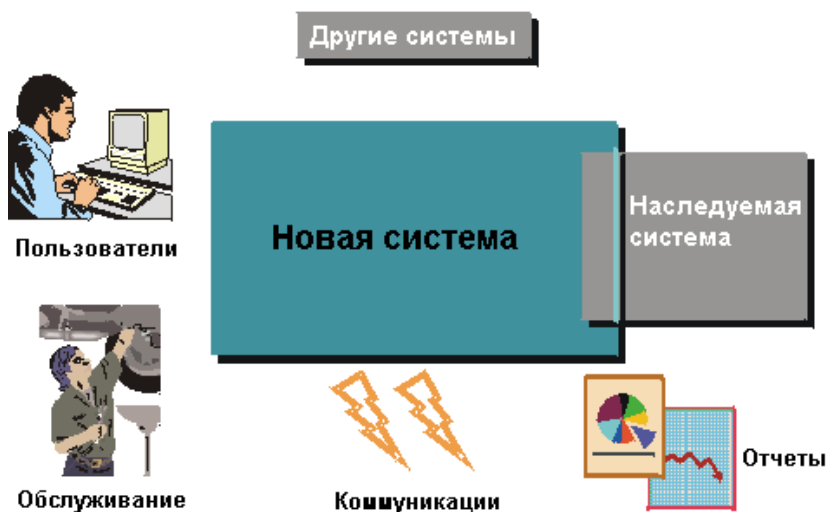 Другие системы
Пользователи
Новая система
Наследуемая
система
Обслуживание
Коммуникации
Отчеты